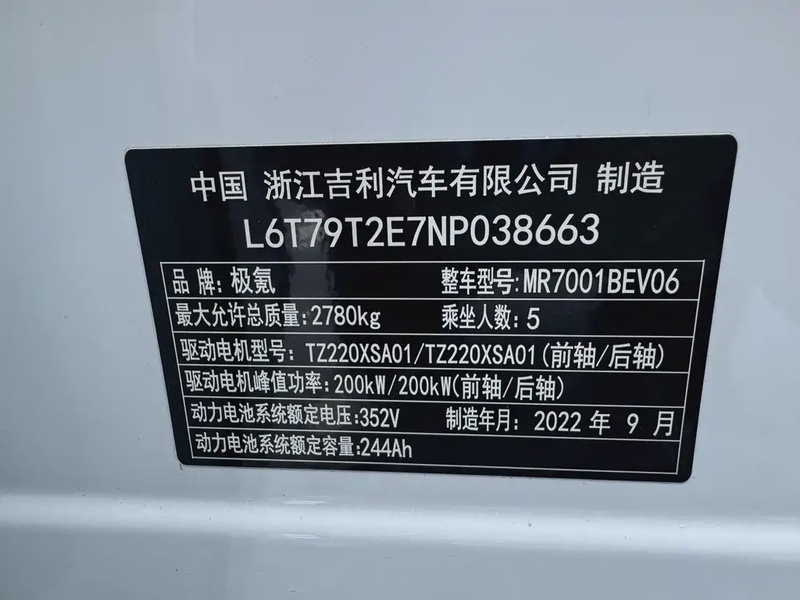 中国 浙江吉利汽车有限公司 制造
L6T79T2E7NP038663
品 牌: 极氪 整车型号: MR7001BEV06
最大允许总质量: 2780kg 乘坐人数: 5
驱动电机型号: TZ220XSA01/TZ220XSA01(前轴/后轴)
驱动电机峰值功率: 200kW/200kW(前轴/后轴)
动力电池系统额定电压: 352V 制造年月: 2022 年 9 月
动力电池系统额定容量: 244Ah